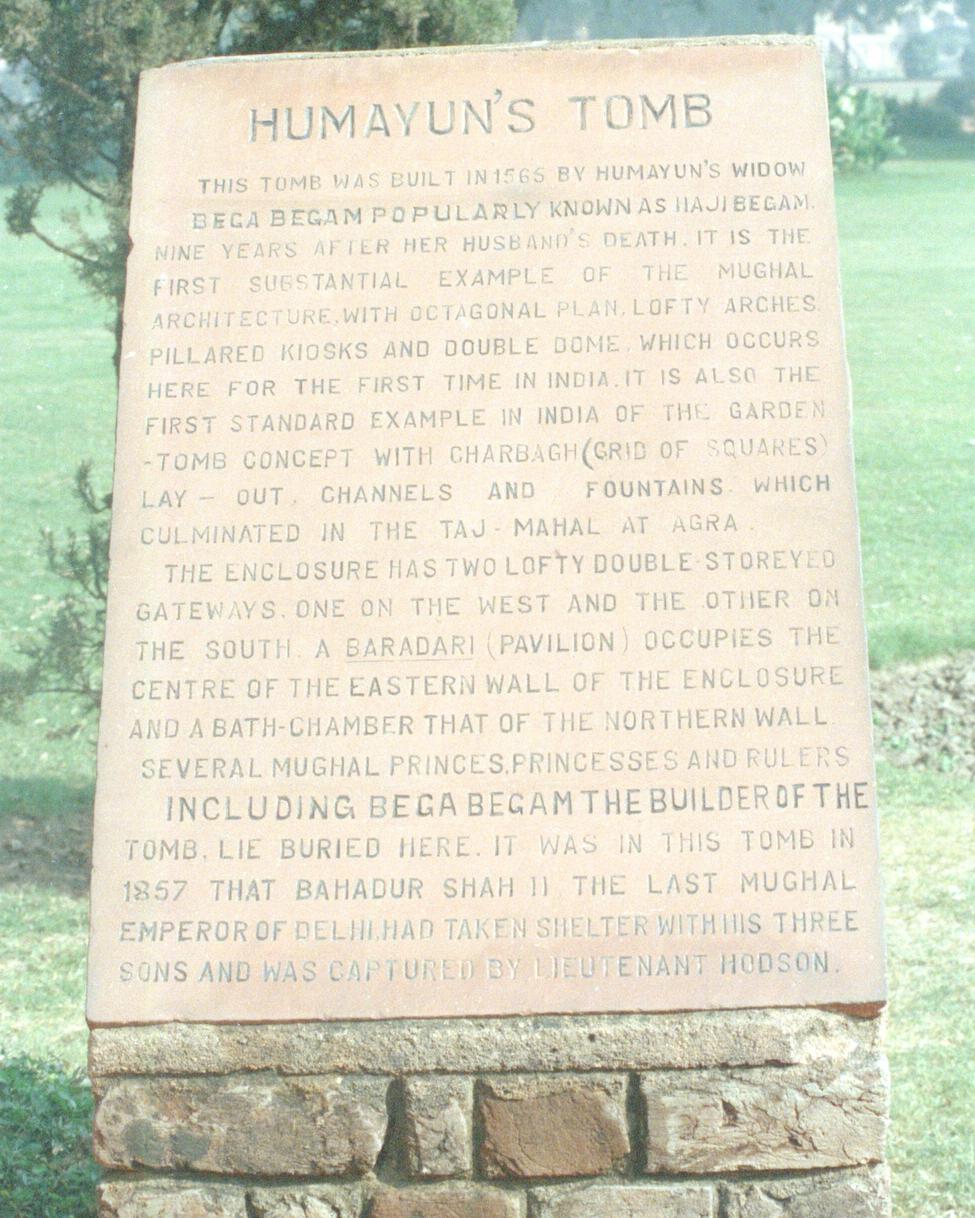 HUMAYUN'S TOMB
THIS TOMB WAS BUILT IN 1565 BY HUMAYUN'S WIDOW
BEGA BEGAM POPULARLY KNOWN AS HAJI BEGAM.
NINE YEARS AFTER HER HUSBAND'S DEATH. IT IS THE
FIRST SUBSTANTIAL EXAMPLE OF THE MUGHAL
ARCHITECTURE, WITH OCTAGONAL PLAN, LOFTY ARCHES.
PILLARED KIOSKS AND DOUBLE DOME, WHICH OCCURS
HERE FOR THE FIRST TIME IN INDIA. IT IS ALSO THE
FIRST STANDARD EXAMPLE IN INDIA OF THE GARDEN
-TOMB CONCEPT WITH CHARBAGH (GRID OF SQUARES)
LAY - OUT, CHANNELS AND FOUNTAINS. WHICH
CULMINATED IN THE TAJ - MAHAL AT AGRA.
THE ENCLOSURE HAS TWO LOFTY DOUBLE-STOREYED
GATEWAYS, ONE ON THE WEST AND THE OTHER ON
THE SOUTH. A BARADARI (PAVILION) OCCUPIES THE
CENTRE OF THE EASTERN WALL OF THE ENCLOSURE
AND A BATH-CHAMBER THAT OF THE NORTHERN WALL.
SEVERAL MUGHAL PRINCES, PRINCESSES AND RULERS
INCLUDING BEGA BEGAM THE BUILDER OF THE
TOMB, LIE BURIED HERE. IT WAS IN THIS TOMB IN
1857 THAT BAHADUR SHAH II, THE LAST MUGHAL
EMPEROR OF DELHI, HAD TAKEN SHELTER WITH HIS THREE
SONS AND WAS CAPTURED BY LIEUTENANT HODSON.